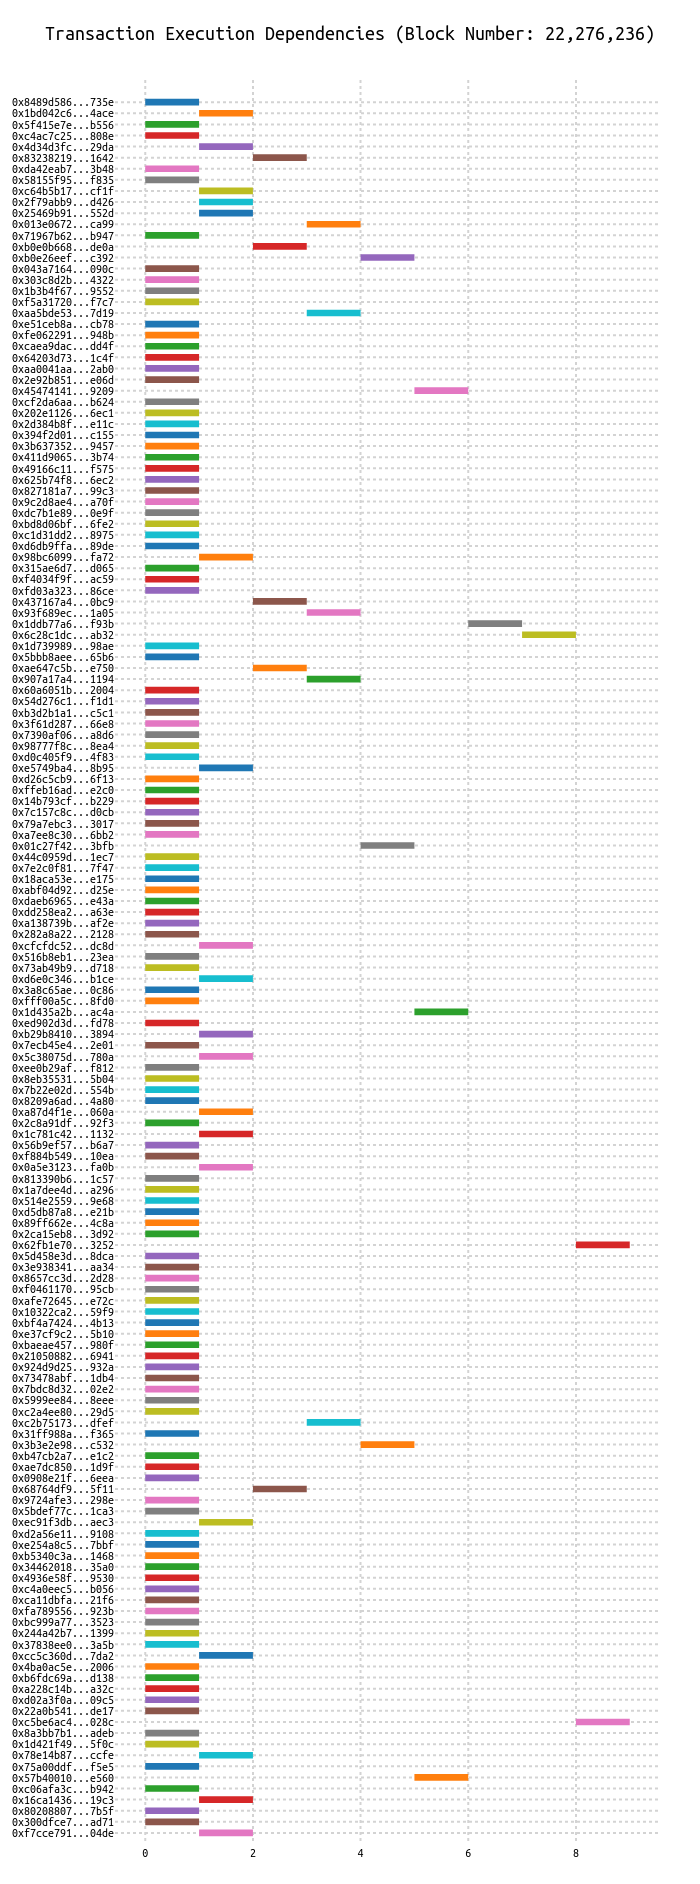 Transaction Execution Dependencies (Block Number: 22,276,236)
0x8489d586...735e
0x1bd042c6...4ace
0x5f415e7e...b556
0xc4ac7c25...808e
0x4d34d3fc...29da
0x83238219...1642
0xda42eab7...3b48
0x58155f95...f835
0xc64b5b17...cf1f
0x2f79abb9...d426
0x25469b91...552d
0x013e0672...ca99
0x71967b62...b947
0xb0e0b668...de0a
0xb0e26eef...c392
0x043a7164...090c
0x303c8d2b...4322
0x1b3b4f67...9552
0xf5a31720...f7c7
0xaa5bde53...7d19
0xe51ceb8a...cb78
0xfe062291...948b
0xcaea9dac...dd4f
0x64203d73...1c4f
0xaa0041aa...2ab0
0x2e92b851...e06d
0x45474141...9209
0xcf2da6aa...b624
0x202e1126...6ec1
0x2d384b8f...e11c
0x394f2d01...c155
0x3b637352...9457
0x411d9065...3b74
0x49166c11...f575
0x625b74f8...6ec2
0x827181a7...99c3
0x9c2d8ae4...a70f
0xdc7b1e89...0e9f
0xbd8d06bf...6fe2
0xc1d31dd2...8975
0xd6db9ffa...89de
0x98bc6099...fa72
0x315ae6d7...d065
0xf4034f9f...ac59
0xfd03a323...86ce
0x437167a4...0bc9
0x93f689ec...1a05
0x1ddb77a6...f93b
0x6c28c1dc...ab32
0x1d739989...98ae
0x5bbb8aee...65b6
0xae647c5b...e750
0x907a17a4...1194
0x60a6051b...2004
0x54d276c1...f1d1
0xb3d2b1a1...c5c1
0x3f61d287...66e8
0x7390af06...a8d6
0x98777f8c...8ea4
0xd0c405f9...4f83
0xe5749ba4...8b95
0xd26c5cb9...6f13
0xffeb16ad...e2c0
0x14b793cf...b229
0x7c157c8c...d0cb
0x79a7ebc3...3017
0xa7ee8c30...6bb2
0x01c27f42...3bfb
0x44c0959d...1ec7
0x7e2c0f81...7f47
0x18aca53e...e175
0xabf04d92...d25e
0xdaeb6965...e43a
0xdd258ea2...a63e
0xa138739b...af2e
0x282a8a22...2128
0xcfcfdc52...dc8d
0x516b8eb1...23ea
0x73ab49b9...d718
0xd6e0c346...b1ce
0x3a8c65ae...0c86
0xfff00a5c...8fd0
0x1d435a2b...ac4a
0xed902d3d...fd78
0xb29b8410...3894
0x7ecb45e4...2e01
0x5c38075d...780a
0xee0b29af...f812
0x8eb35531...5b04
0x7b22e02d...554b
0x8209a6ad...4a80
0xa87d4f1e...060a
0x2c8a91df...92f3
0x1c781c42...1132
0x56b9ef57...b6a7
0xf884b549...10ea
0x0a5e3123...fa0b
0x813390b6...1c57
0x1a7dee4d...a296
0x514e2559...9e68
0xd5db87a8...e21b
0x89ff662e...4c8a
0x2ca15eb8...3d92
0x62fb1e70...3252
0x5d458e3d...8dca
0x3e938341...aa34
0x8657cc3d...2d28
0xf0461170...95cb
0xafe72645...e72c
0x10322ca2...59f9
0xbf4a7424...4b13
0xe37cf9c2...5b10
0xbaeae457...980f
0x21050882...6941
0x924d9d25...932a
0x73478abf...1db4
0x7bdc8d32...02e2
0x5999ee84...8eee
0xc2a4ee80...29d5
0xc2b75173...dfef
0x31ff988a...f365
0x3b3e2e98...c532
0xb47cb2a7...e1c2
0xae7dc850...1d9f
0x0908e21f...6eea
0x68764df9...5f11
0x9724afe3...298e
0x5bdef77c...1ca3
0xec91f3db...aec3
0xd2a56e11...9108
0xe254a8c5...7bbf
0xb5340c3a...1468
0x34462018...35a0
0x4936e58f...9530
0xc4a0eec5...b056
0xca11dbfa...21f6
0xfa789556...923b
0xbc999a77...3523
0x244a42b7...1399
0x37838ee0...3a5b
0xcc5c360d...7da2
0x4ba0ac5e...2006
0xb6fdc69a...d138
0xa228c14b...a32c
0xd02a3f0a...09c5
0x22a0b541...de17
0xc5be6ac4...028c
0x8a3bb7b1...adeb
0x1d421f49...5f0c
0x78e14b87...ccfe
0x75a00ddf...f5e5
0x57b40010...e560
0xc06afa3c...b942
0x16ca1436...19c3
0x80208807...7b5f
0x300dfce7...ad71
0xf7cce791...04de
0 2 4 6 8